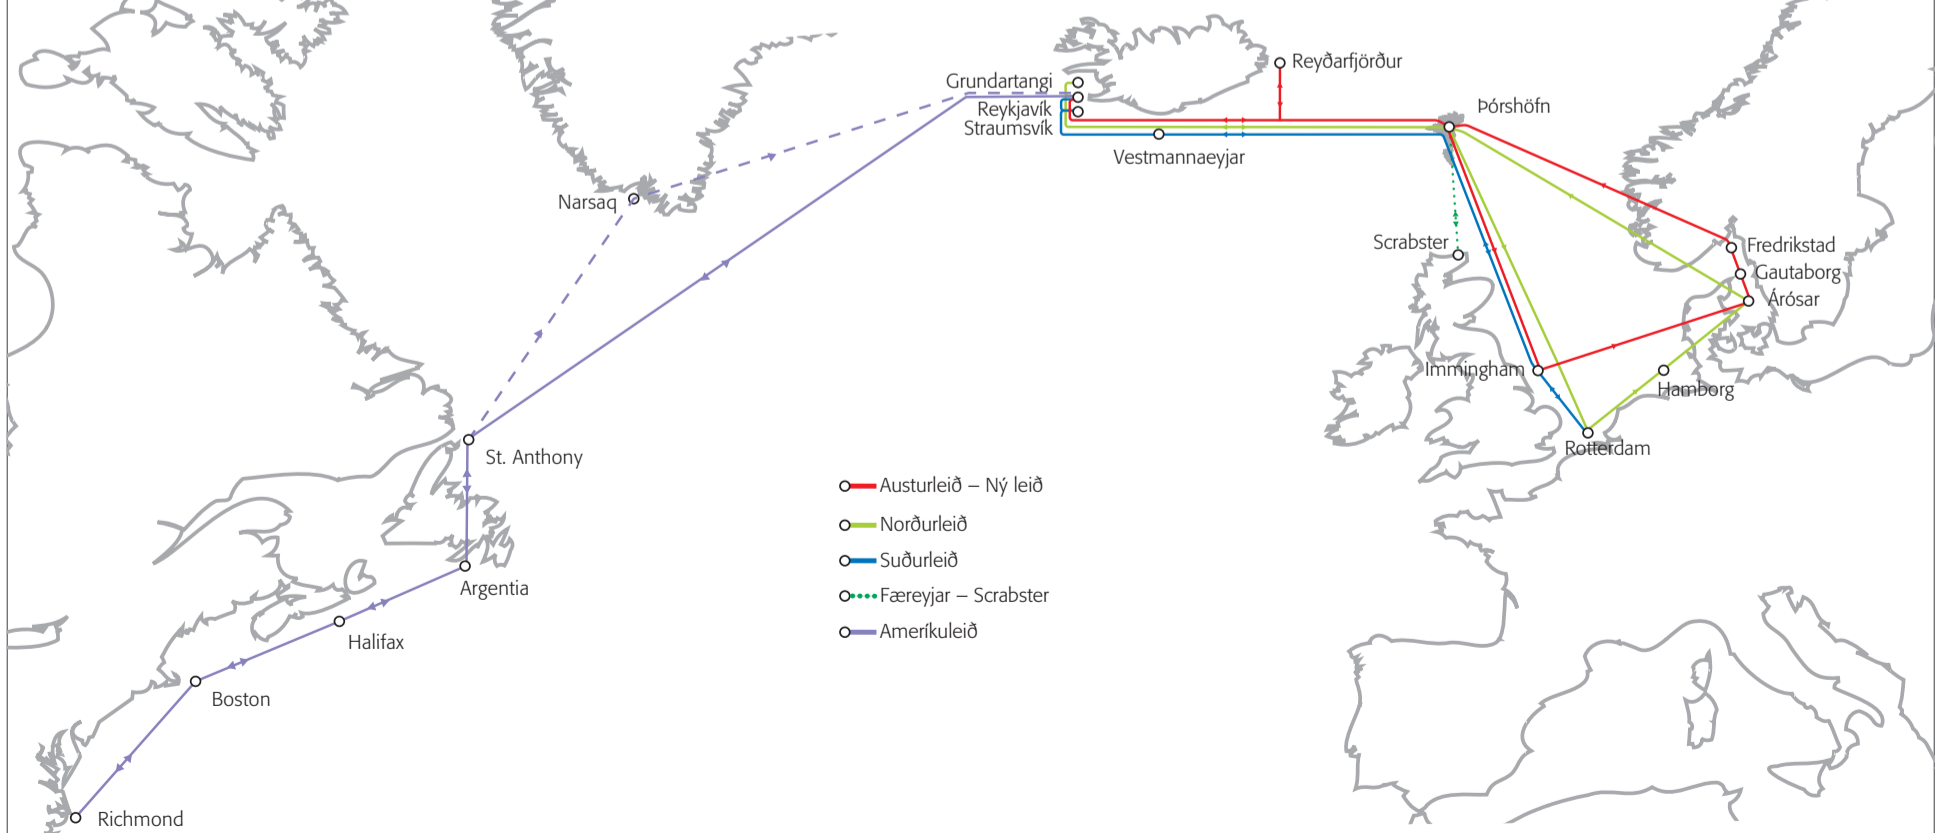 Reyðarfjörður
Grundartangi
Reykjavík
Straumsvík
Þórshöfn
Vestmannaeyjar
Narsaq
Scrabster
Fredrikstad
Gautaborg
Árósar
Immingham
Hamborg
Rotterdam
St. Anthony
Argentia
Halifax
Boston
Richmond
Austurleið – Ný leið
Norðurleið
Suðurleið
Færeyjar – Scrabster
Ameríkuleið